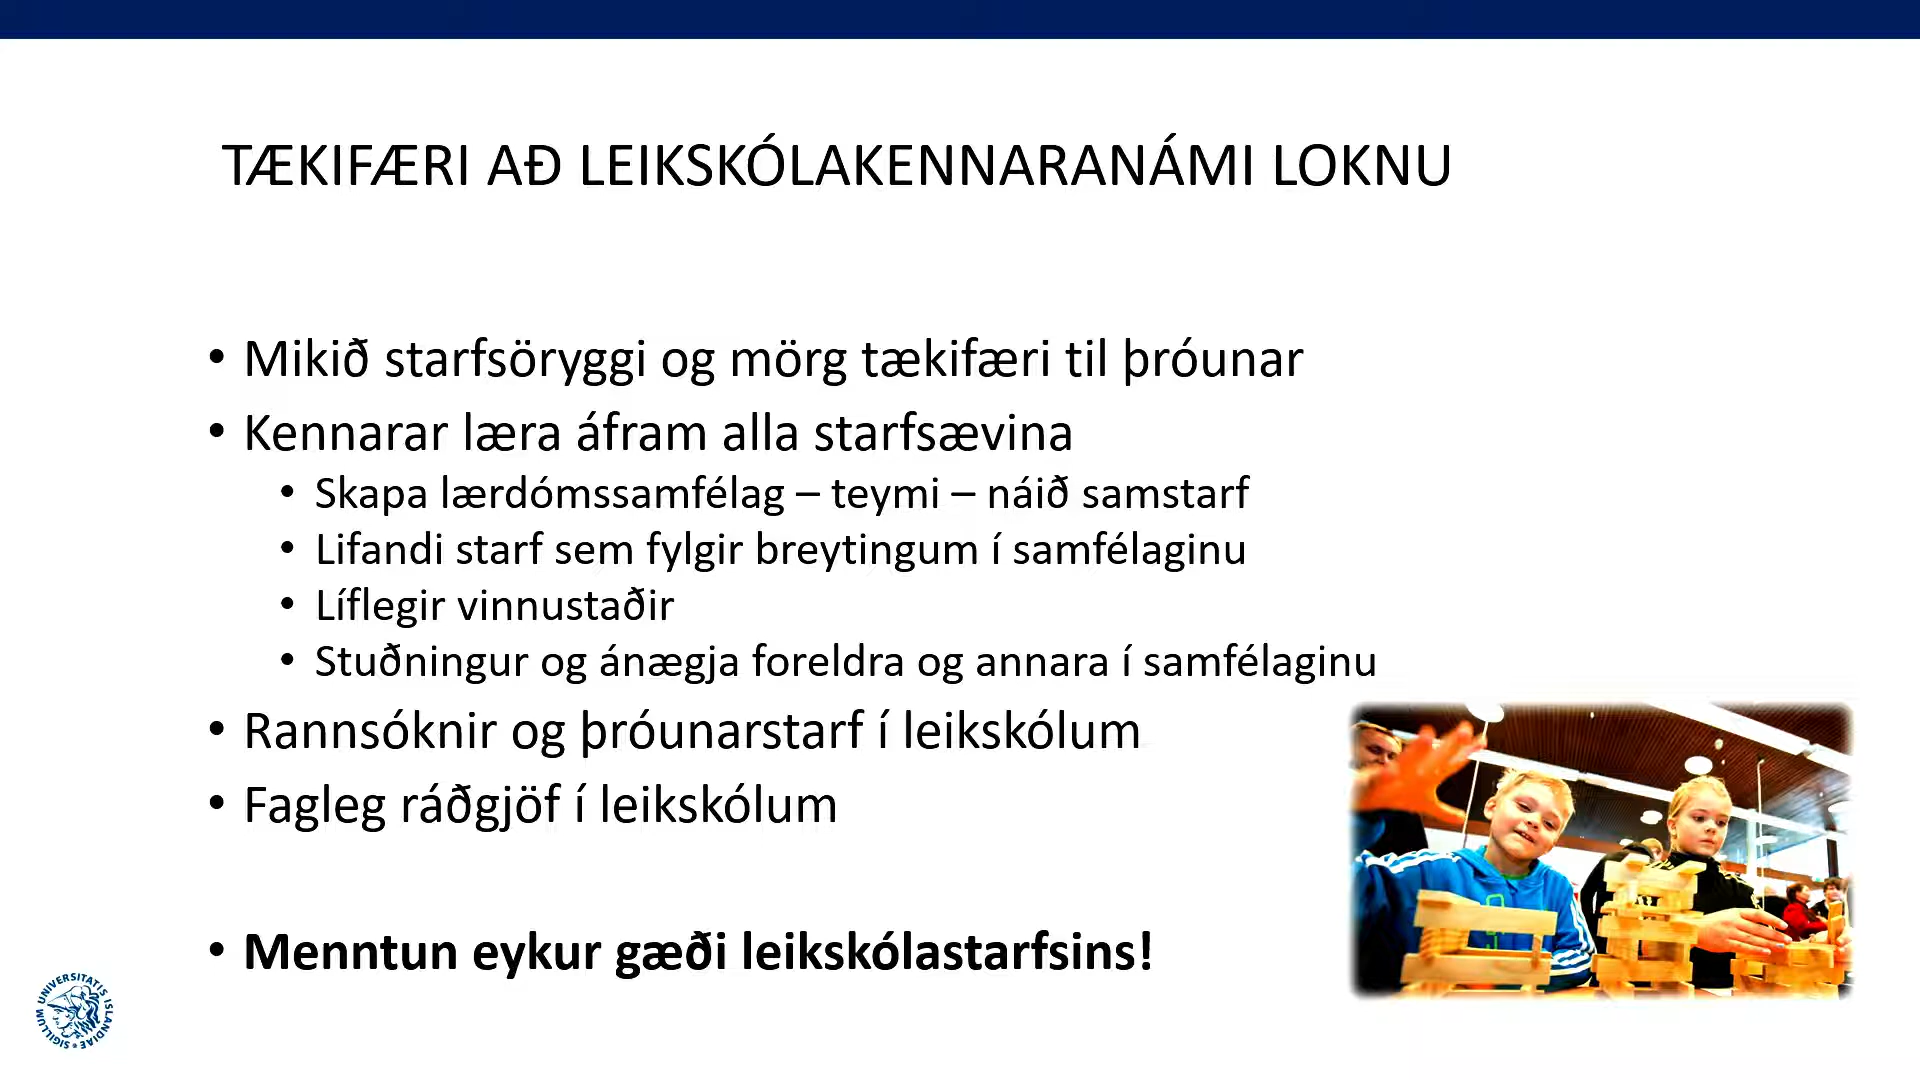 TÆKIFÆRI AÐ LEIKSKÓLAKENNARANÁMI LOKNU
• Mikið starfsöryggi og mörg tækifæri til þróunar
• Kennarar læra áfram alla starfsævina
• Skapa lærdómssamfélag – teymi – náið samstarf
• Lifandi starf sem fylgir breytingum í samfélaginu
• Líflegir vinnustaðir
• Stuðningur og ánægja foreldra og annara í samfélaginu
• Rannsóknir og þróunarstarf í leikskólum
• Fagleg ráðgjöf í leikskólum
• Menntun eykur gæði leikskólastarfsins!
SIGILLUM UNIVERSITATIS ISLANDIAE